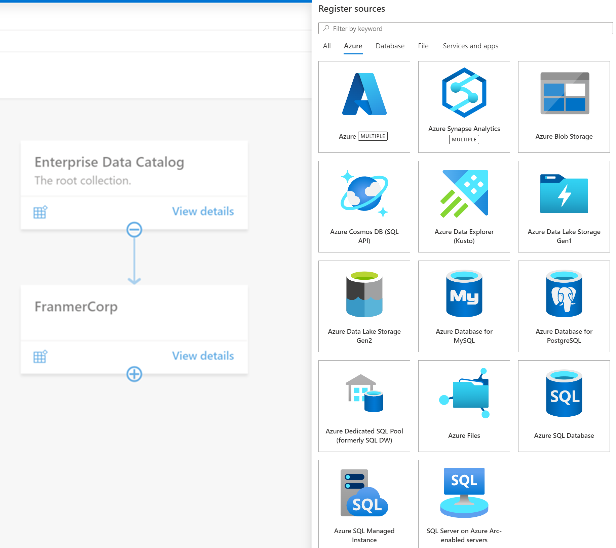 Register sources
Filter by keyword
All Azure Database File Services and apps
Enterprise Data Catalog
The root collection.
View details
FranmerCorp
View details
Azure MULTIPLE
Azure Synapse Analytics
MULTIPLE
Azure Blob Storage
Azure Cosmos DB (SQL
API)
Azure Data Explorer
(Kusto)
Azure Data Lake Storage
Gen1
Azure Data Lake Storage
Gen2
My
Azure Database for
MySQL
Azure Database for
PostgreSQL
Azure Dedicated SQL Pool
(formerly SQL DW)
Azure Files
SQL
Azure SQL Database
SQL
Azure SQL Managed
Instance
SQL
SQL Server on Azure Arc-
enabled servers